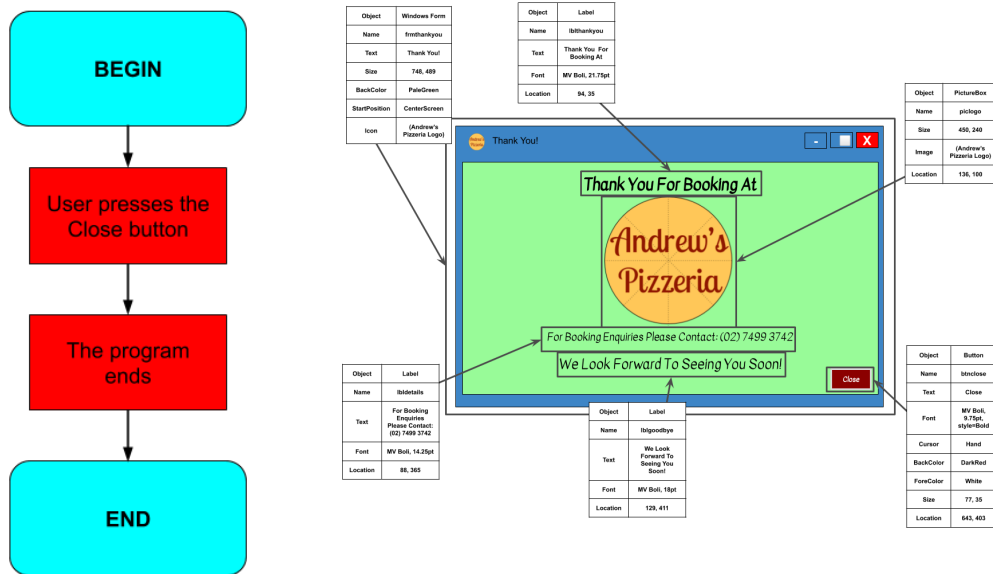 BEGIN
User presses the
Close button
The program
ends
END
Object Windows Form
Name frmthankyou
Text Thank You!
Size 748, 489
BackColor PaleGreen
StartPosition CenterScreen
Icon (Andrew's
Pizzeria Logo)
Object Label
Name lblthankyou
Text Thank You For
Booking At
Font MV Boli, 21.75pt
Location 94, 35
Object PictureBox
Name piclogo
Size 450, 240
Image (Andrew's
Pizzeria Logo)
Location 136, 100
Thank You!
-
X
Thank You For Booking At
Andrew's
Pizzeria
For Booking Enquiries Please Contact: (02) 7499 3742
We Look Forward To Seeing You Soon!
Close
Object Label
Name lbldetails
Text For Booking
Enquiries
Please Contact:
(02) 7499 3742
Font MV Boli, 14.25pt
Location 88, 365
Object Label
Name lblgoodbye
Text We Look
Forward To
Seeing You
Soon!
Font MV Boli, 18pt
Location 129, 411
Object Button
Name btnclose
Text Close
Font MV Boli,
9.75pt,
style=Bold
Cursor Hand
BackColor DarkRed
ForeColor White
Size 77, 35
Location 643, 403